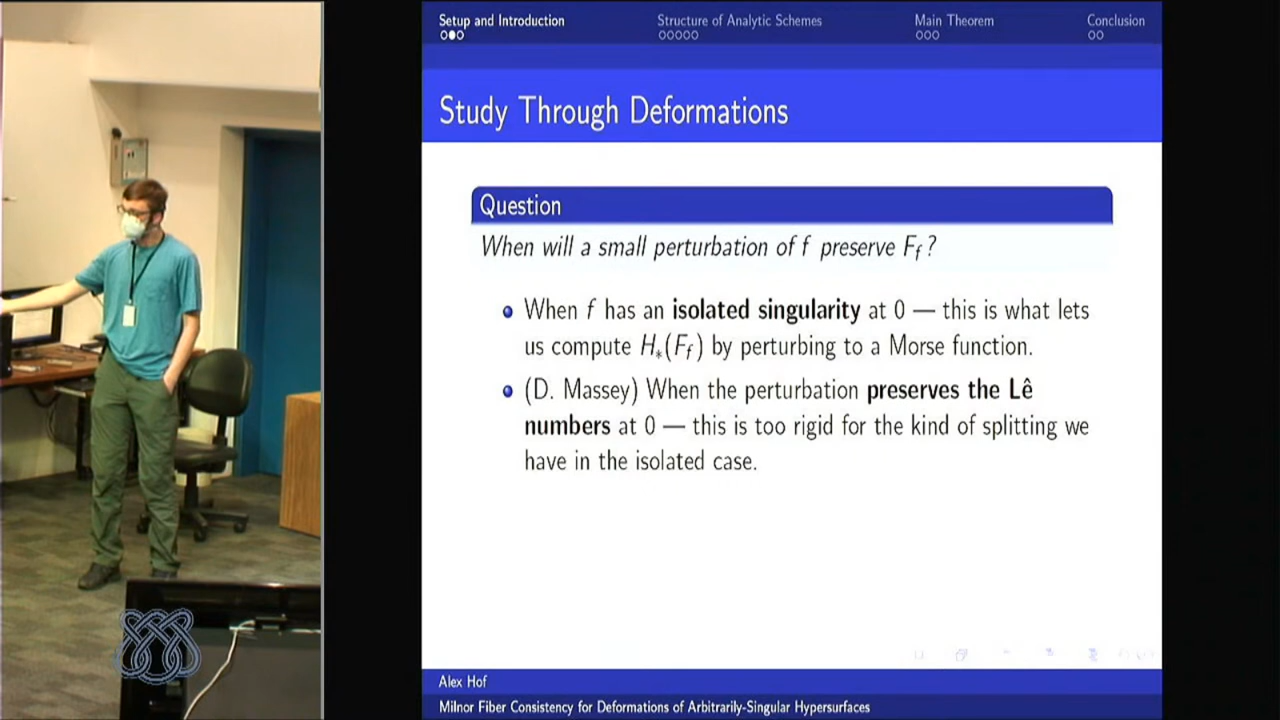 Setup and Introduction
Structure of Analytic Schemes
Main Theorem
Conclusion
Study Through Deformations
Question
When will a small perturbation of f preserve F_f?
When f has an isolated singularity at 0 — this is what lets
us compute H_*(F_f) by perturbing to a Morse function.
(D. Massey) When the perturbation preserves the Lê
numbers at 0 — this is too rigid for the kind of splitting we
have in the isolated case.
Alex Hof
Milnor Fiber Consistency for Deformations of Arbitrarily-Singular Hypersurfaces